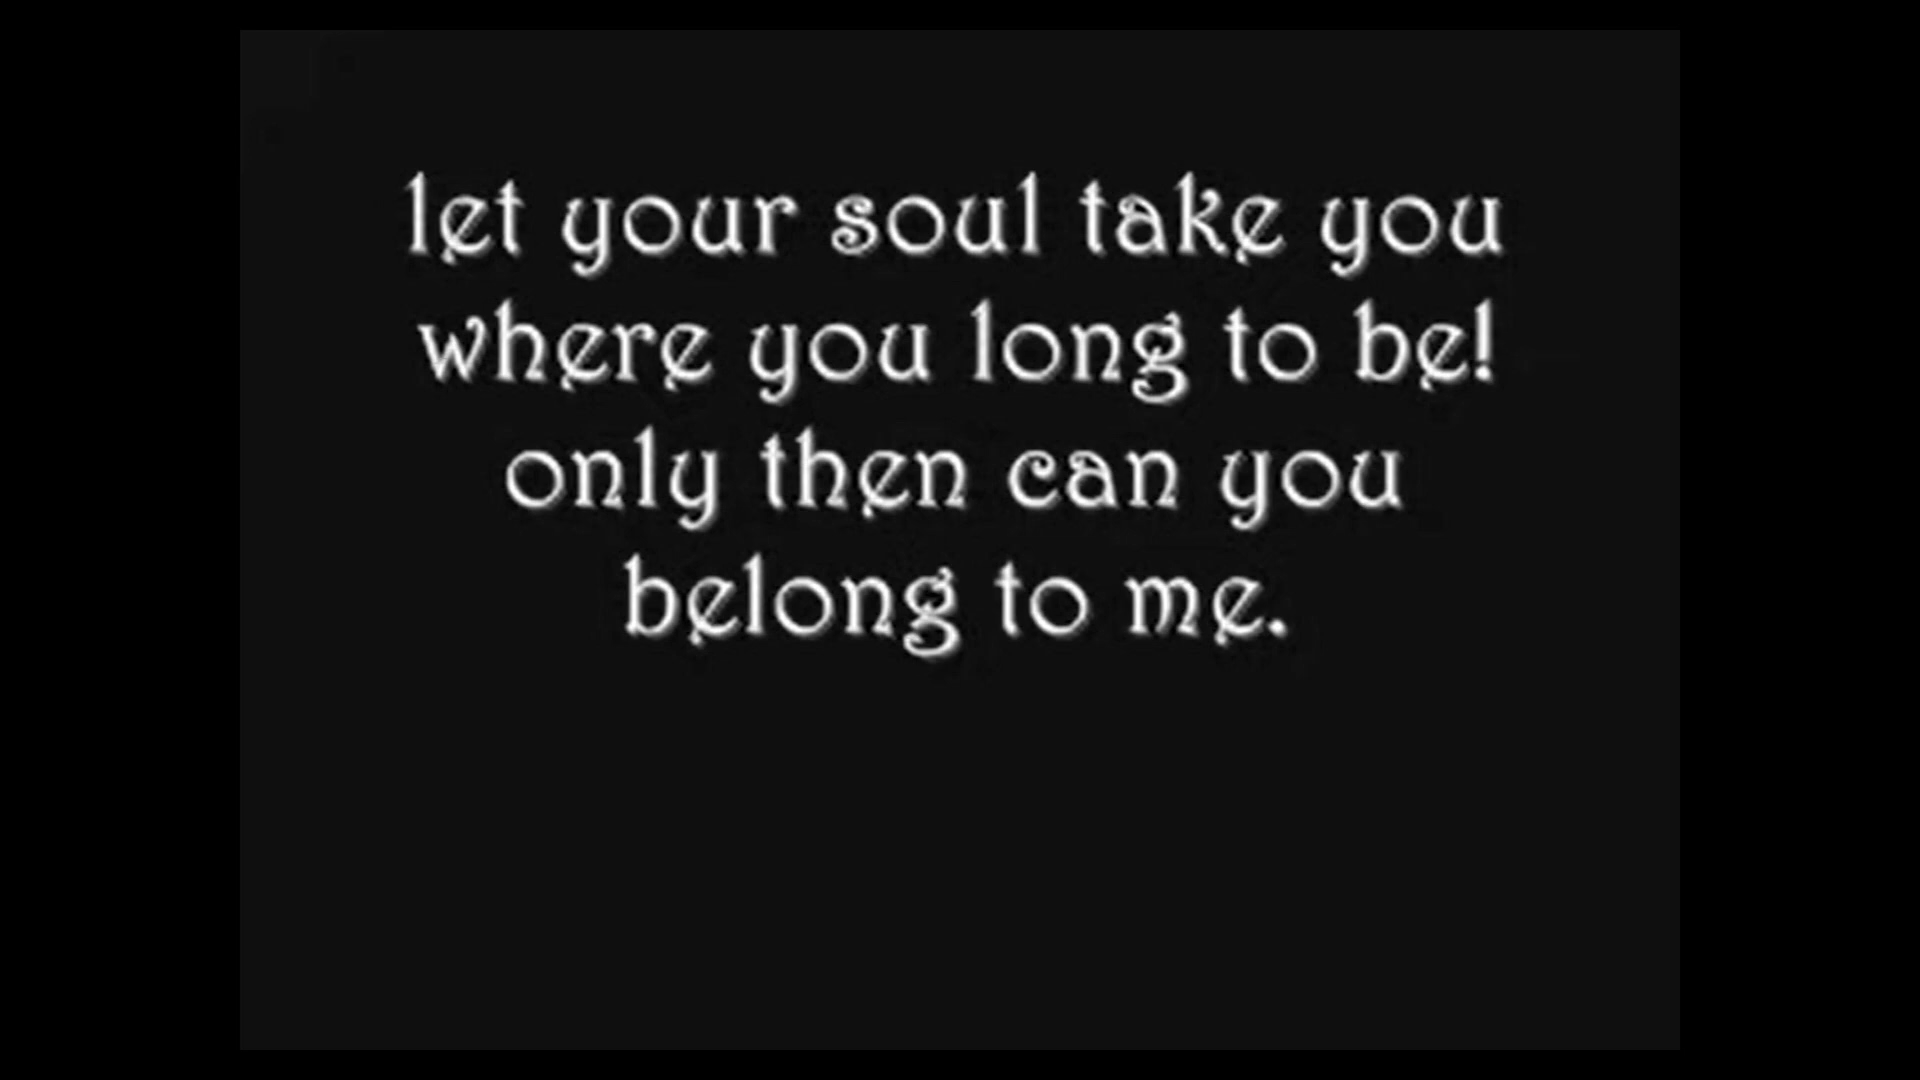 let your soul take you
where you long to be!
only then can you
belong to me.